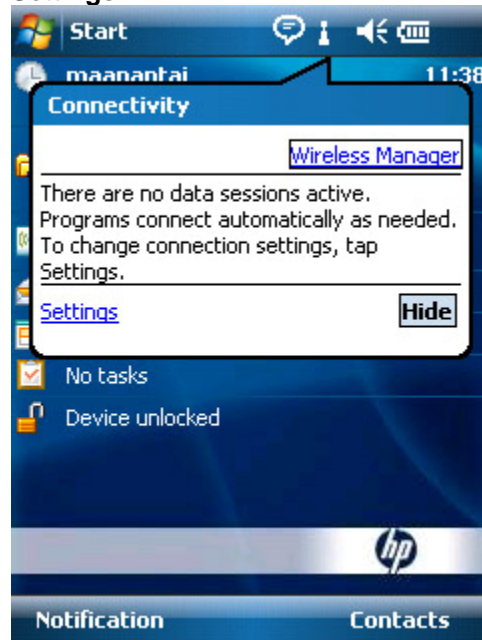 Start
maanantai 11:38
Connectivity
Wireless Manager
There are no data sessions active.
Programs connect automatically as needed.
To change connection settings, tap
Settings.
Settings Hide
No tasks
Device unlocked
hp
Notification Contacts